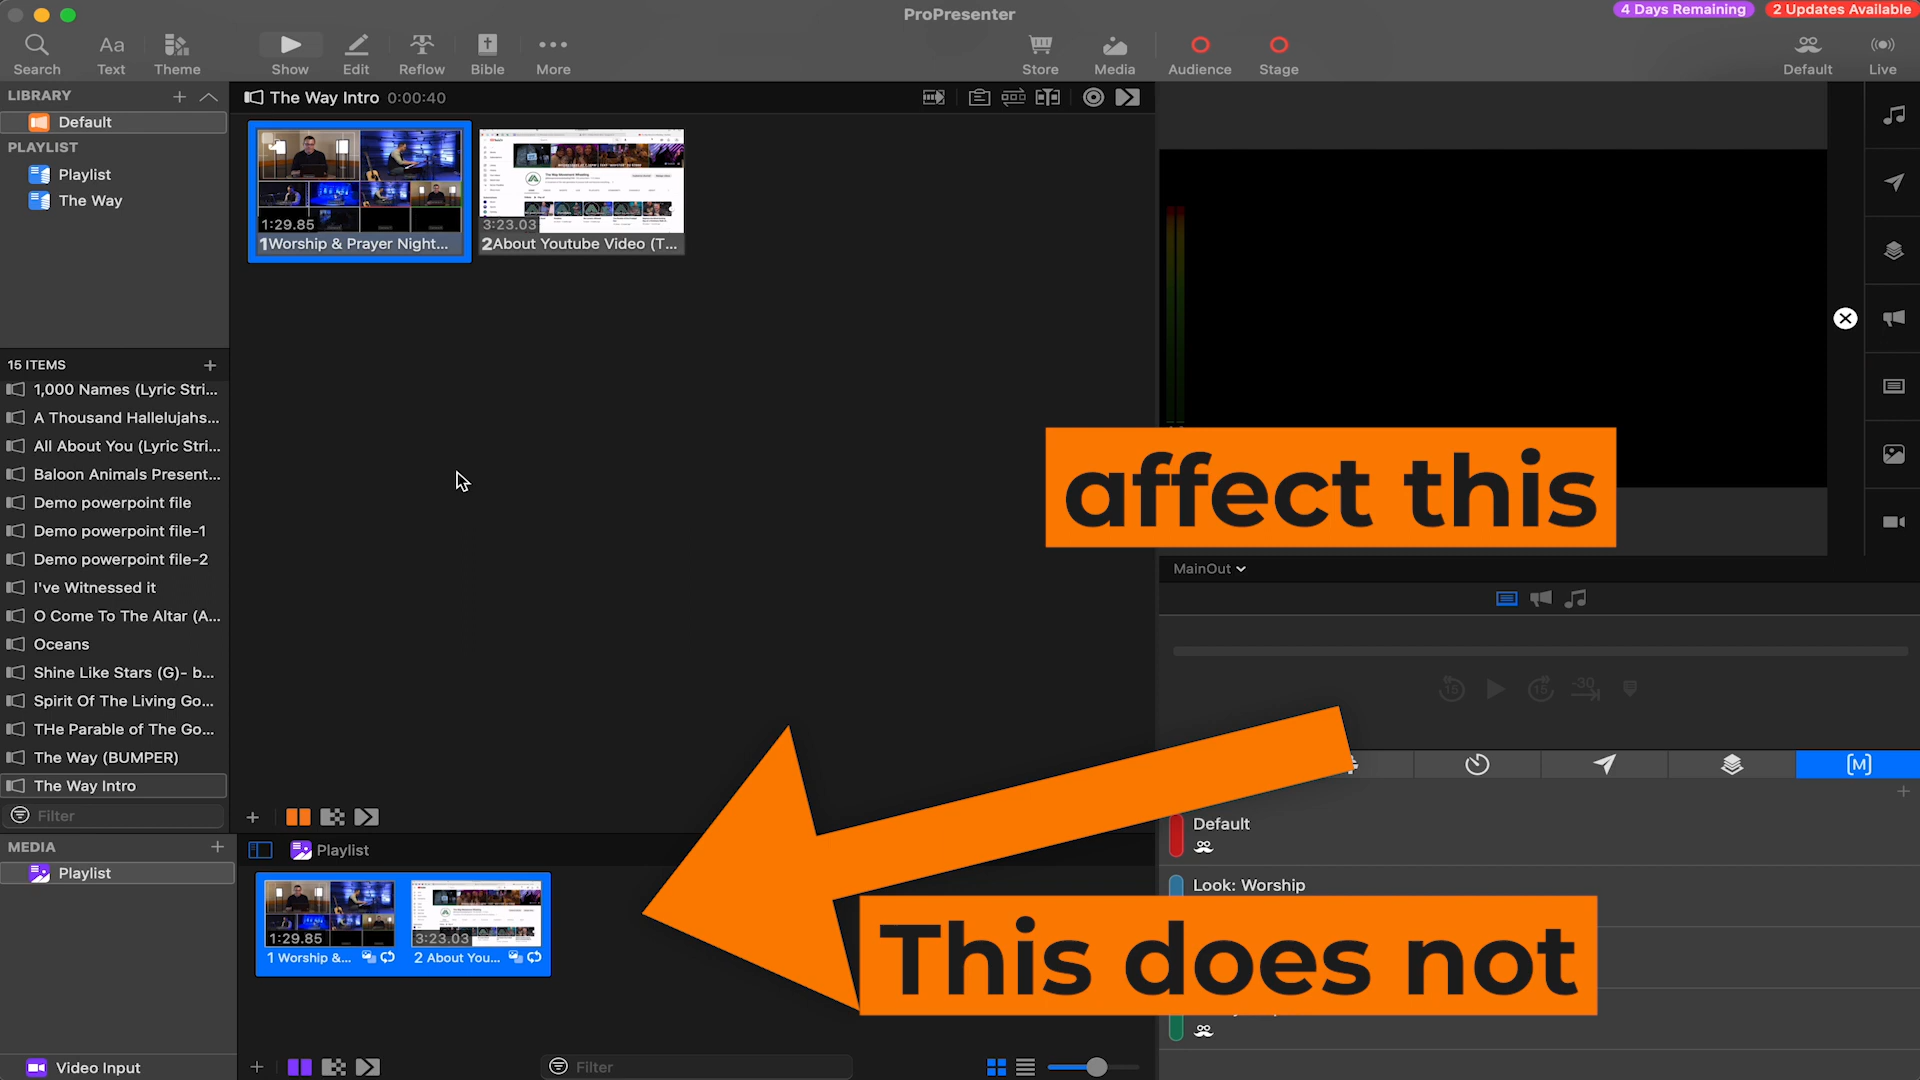 ProPresenter
4 Days Remaining
2 Updates Available
Search
Aa
Text
Theme
Show
Edit
Reflow
Bible
More
Store
Media
Audience
Stage
Default
Live
LIBRARY
Default
PLAYLIST
Playlist
The Way
The Way Intro 0:00:40
1:29.85
1Worship & Prayer Night...
3:23.03
2About Youtube Video (T...
15 ITEMS
1,000 Names (Lyric Stri...
A Thousand Hallelujahs...
All About You (Lyric Stri...
Baloon Animals Present...
Demo powerpoint file
Demo powerpoint file-1
Demo powerpoint file-2
I've Witnessed it
O Come To The Altar (A...
Oceans
Shine Like Stars (G)- b...
Spirit Of The Living Go...
THe Parable of The Go...
The Way (BUMPER)
The Way Intro
Filter
affect this
MainOut
15
15
-30
[M]
MEDIA
Playlist
Video Input
Playlist
1:29.85
1 Worship &...
3:23.03
2 About You...
Filter
Default
Look: Worship
This does not